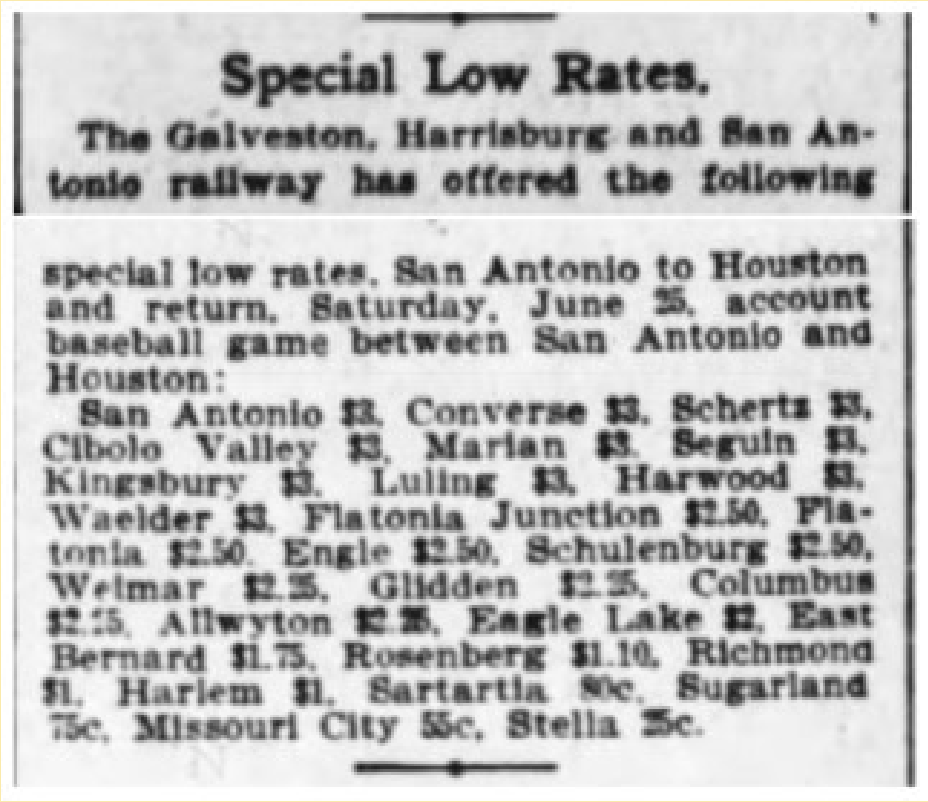 Special Low Rates.
The Galveston, Harrisburg and San An-
tonio railway has offered the following
special low rates, San Antonio to Houston
and return, Saturday, June 25, account
baseball game between San Antonio and
Houston:
San Antonio $3, Converse $3, Schertz $3,
Cibolo Valley $3, Marian $3, Seguin $3,
Kingsbury $3, Luling $3, Harwood $3,
Waelder $3, Flatonia Junction $2.50, Fla-
tonia $2.50, Engle $2.50, Schulenburg $2.50,
Weimar $2.25, Glidden $2.25, Columbus
$2.25, Allwyton $2.25, Eagle Lake $2, East
Bernard $1.75, Rosenberg $1.10, Richmond
$1, Harlem $1, Sartartia 80c, Sugarland
75c, Missouri City 55c, Stella 25c.